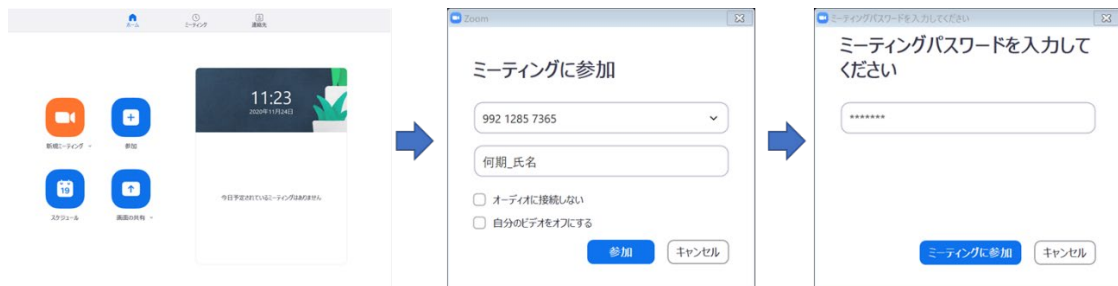 ホーム
ミーティング
連絡先
11:23
2020年11月24日
新規ミーティング
参加
19
スケジュール
画面の共有
今日予定されているミーティングはありません
Zoom
ミーティングに参加
992 1285 7365
何期_氏名
オーディオに接続しない
自分のビデオをオフにする
参加
キャンセル
ミーティングパスワードを入力してください
ミーティングパスワードを入力して
ください
*******
ミーティングに参加
キャンセル